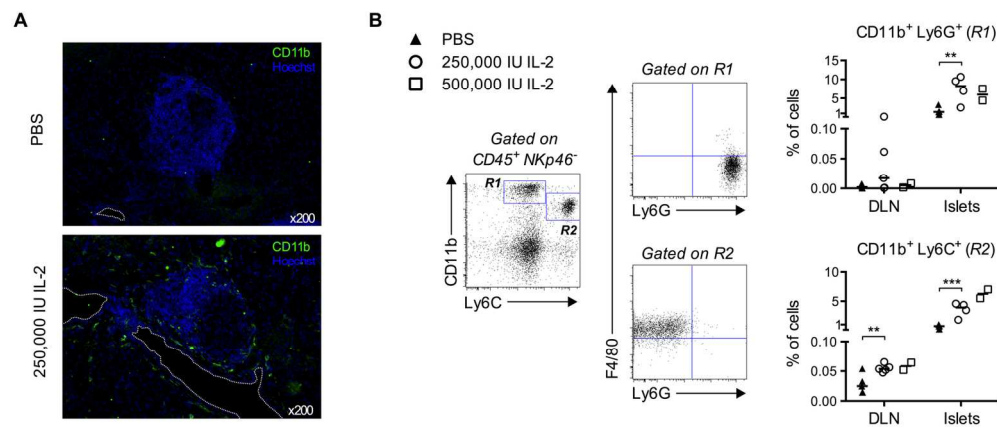 A
PBS
CD11b
Hoechst
x200
250,000 IU IL-2
CD11b
Hoechst
x200
B
▲ PBS
○ 250,000 IU IL-2
□ 500,000 IU IL-2
Gated on
CD45⁺ NKp46⁻
R1
R2
CD11b
Ly6C
Gated on R1
Ly6G
Gated on R2
F4/80
Ly6G
CD11b⁺ Ly6G⁺ (R1)
% of cells
15
10
5
1
0.10
0.05
0.00
**
DLN
Islets
CD11b⁺ Ly6C⁺ (R2)
% of cells
10
5
1
0.10
0.05
0.00
**
***
DLN
Islets